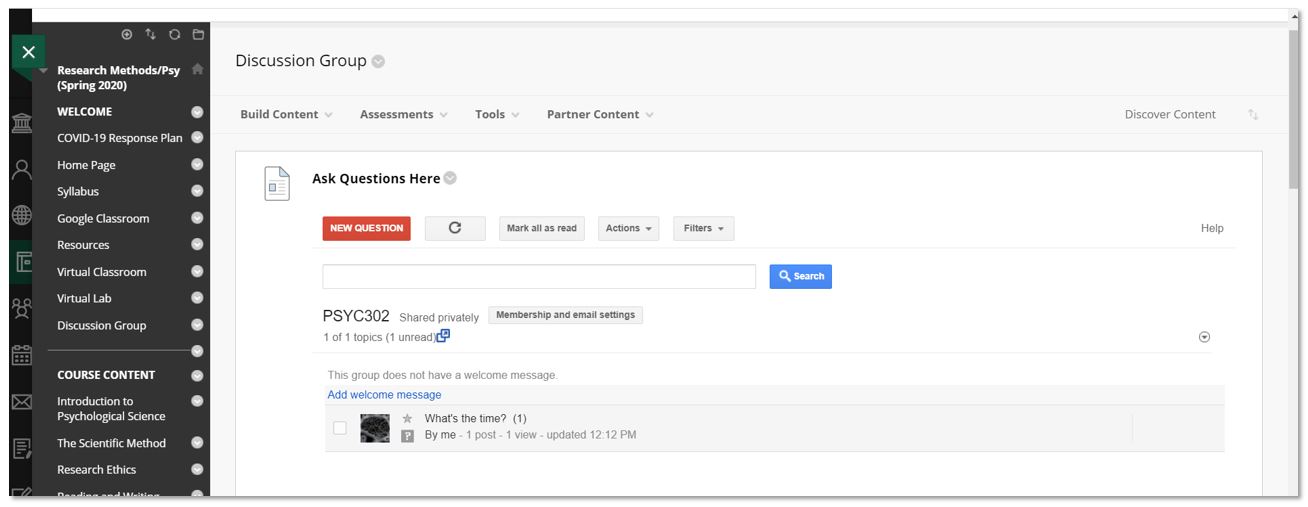 Research Methods/Psy
(Spring 2020)
WELCOME
COVID-19 Response Plan
Home Page
Syllabus
Google Classroom
Resources
Virtual Classroom
Virtual Lab
Discussion Group
COURSE CONTENT
Introduction to
Psychological Science
The Scientific Method
Research Ethics
Reading and Writing
Discussion Group
Build Content Assessments Tools Partner Content Discover Content
Ask Questions Here
NEW QUESTION Mark all as read Actions Filters Help
Search
PSYC302 Shared privately Membership and email settings
1 of 1 topics (1 unread)
This group does not have a welcome message.
Add welcome message
What's the time? (1)
? By me - 1 post - 1 view - updated 12:12 PM